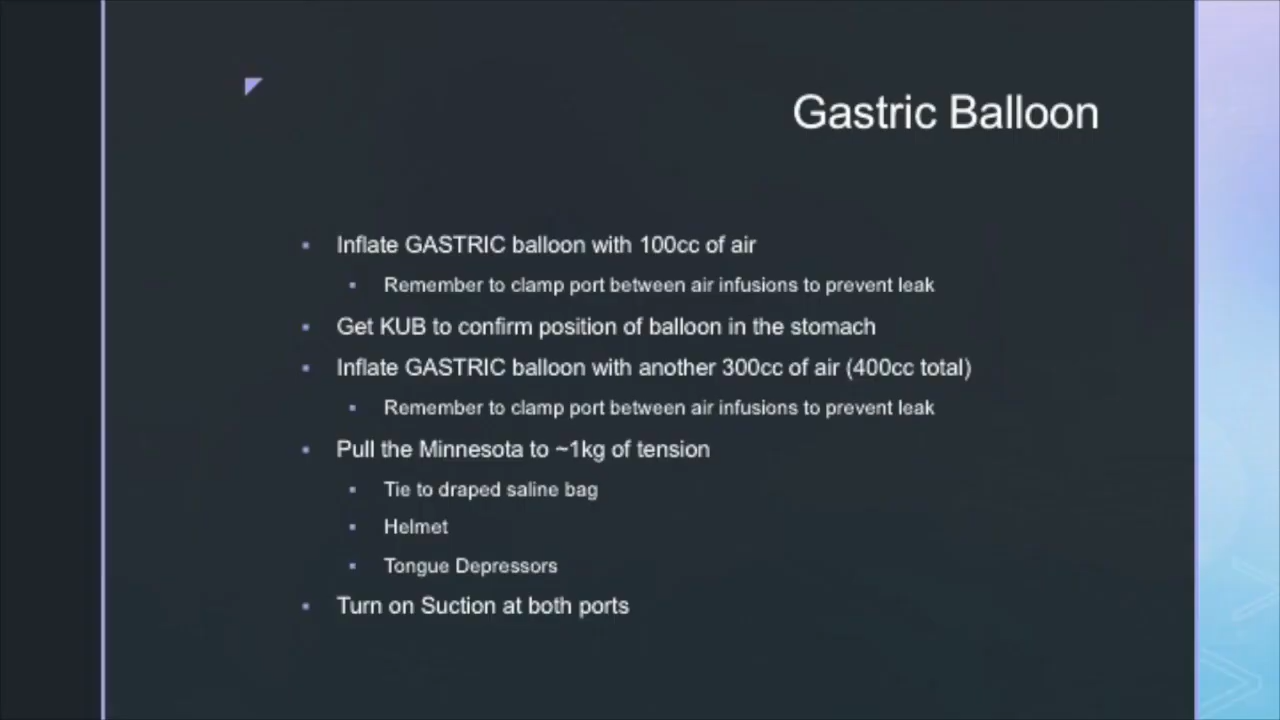 Gastric Balloon
Inflate GASTRIC balloon with 100cc of air
Remember to clamp port between air infusions to prevent leak
Get KUB to confirm position of balloon in the stomach
Inflate GASTRIC balloon with another 300cc of air (400cc total)
Remember to clamp port between air infusions to prevent leak
Pull the Minnesota to ~1kg of tension
Tie to draped saline bag
Helmet
Tongue Depressors
Turn on Suction at both ports